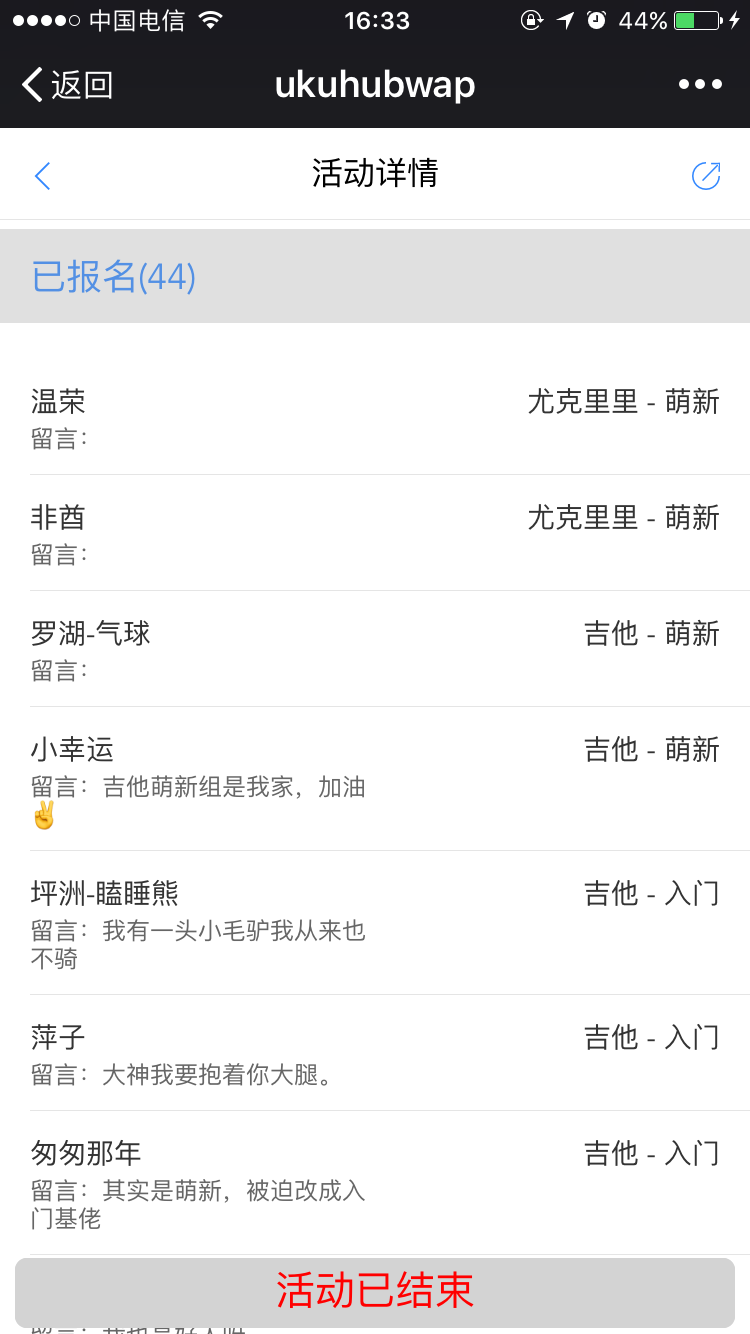 中国电信 16:33 44%
返回 ukuhubwap
活动详情
已报名(44)
温荣 尤克里里 - 萌新
留言：
非酋 尤克里里 - 萌新
留言：
罗湖-气球 吉他 - 萌新
留言：
小幸运 吉他 - 萌新
留言：吉他萌新组是我家，加油
✌️
坪洲-瞌睡熊 吉他 - 入门
留言：我有一头小毛驴我从来也
不骑
萍子 吉他 - 入门
留言：大神我要抱着你大腿。
匆匆那年 吉他 - 入门
留言：其实是萌新，被迫改成入
门基佬
活动已结束